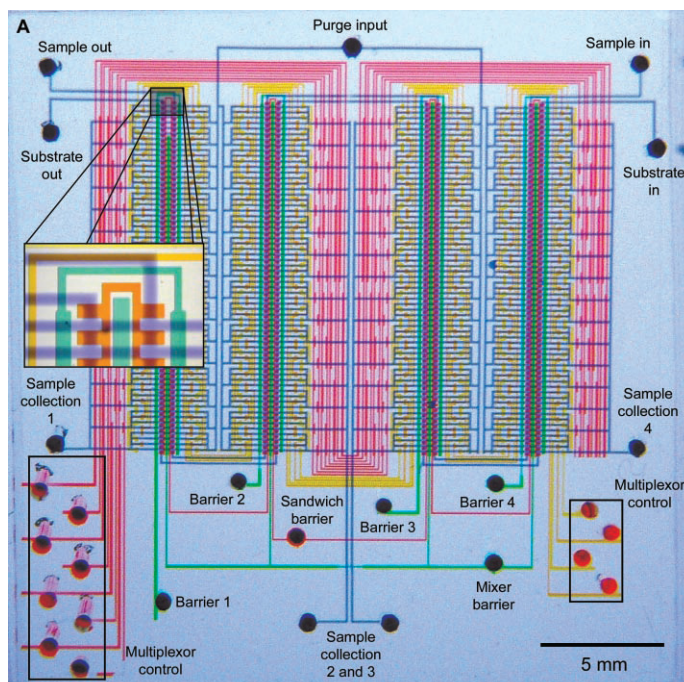 A
Purge input
Sample out
Sample in
Substrate
out
Substrate
in
Sample
collection
1
Sample
collection
4
Barrier 2
Sandwich
barrier
Barrier 3
Barrier 4
Multiplexor
control
Barrier 1
Mixer
barrier
Multiplexor
control
Sample
collection
2 and 3
5 mm